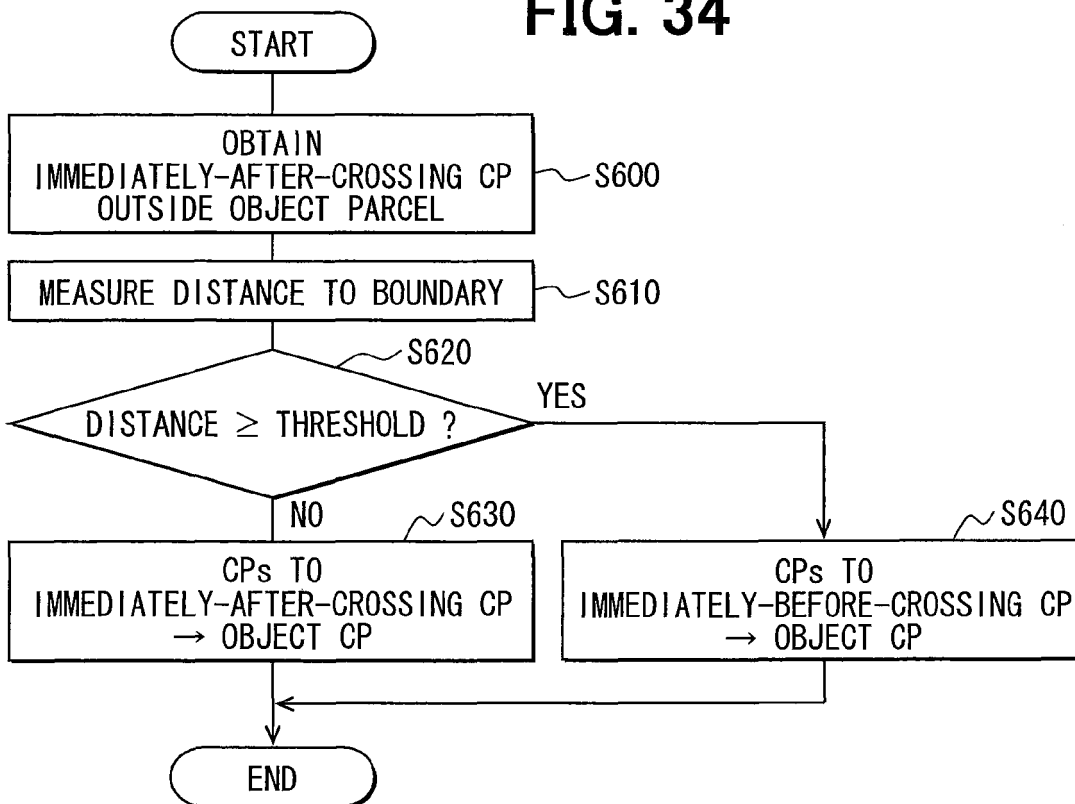 FIG. 34
START
OBTAIN
IMMEDIATELY-AFTER-CROSSING CP
OUTSIDE OBJECT PARCEL
S600
MEASURE DISTANCE TO BOUNDARY
S610
S620
DISTANCE ≥ THRESHOLD ?
YES
NO
S630
CPs TO
IMMEDIATELY-AFTER-CROSSING CP
→ OBJECT CP
S640
CPs TO
IMMEDIATELY-BEFORE-CROSSING CP
→ OBJECT CP
END